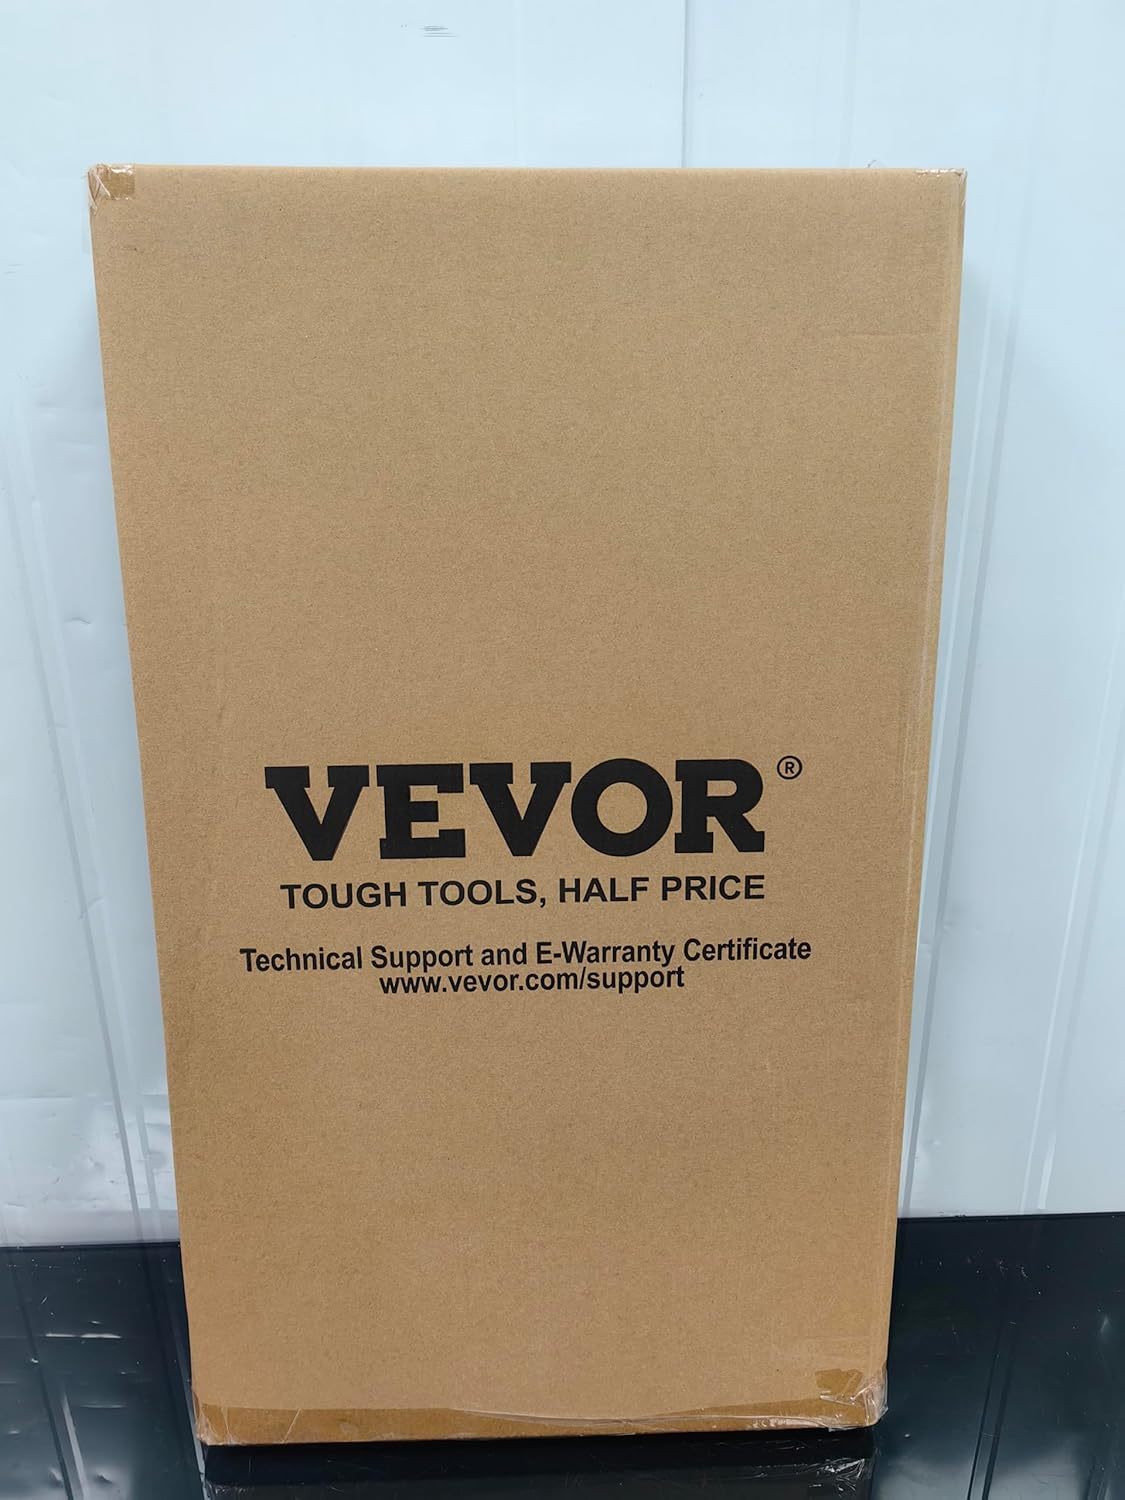 VEVOR®
TOUGH TOOLS, HALF PRICE
Technical Support and E-Warranty Certificate
www.vevor.com/support